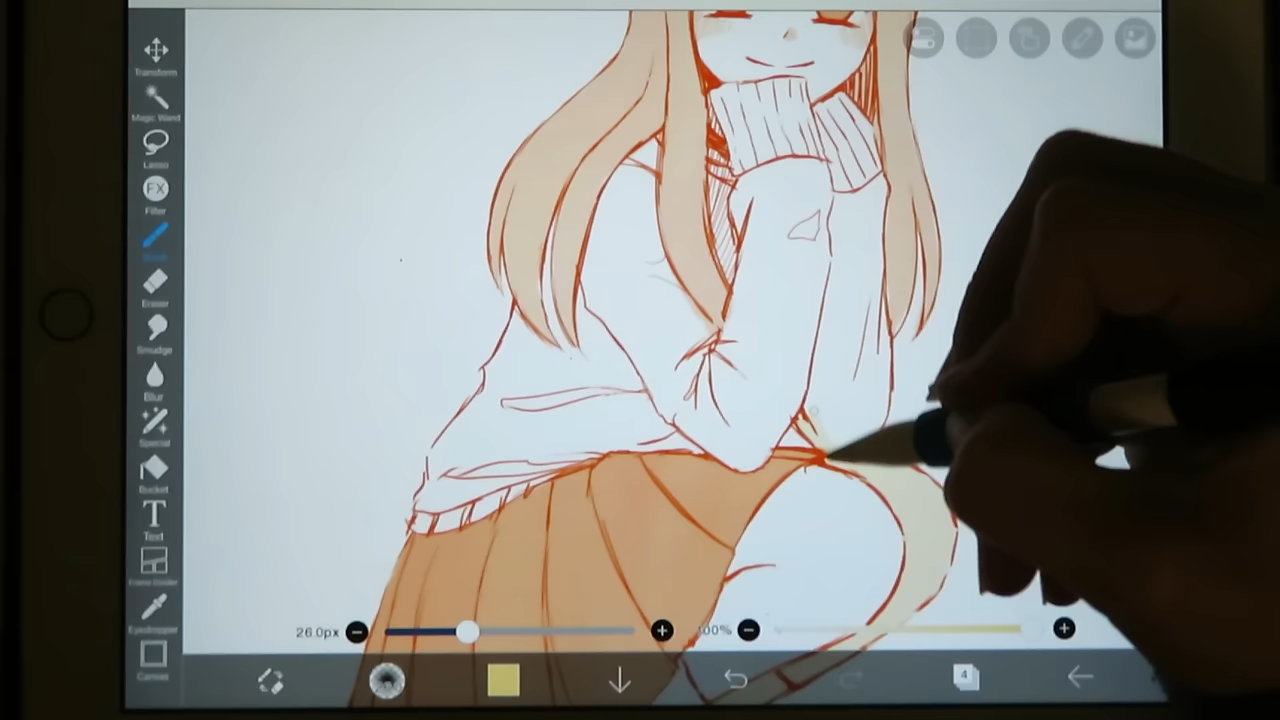 Transform
Magic Wand
Lasso
FX
Filter
Eraser
Smudge
Blur
Special
Bucket
T
Text
Frame Divider
Eyedropper
Canvas
26.0px
100%
4